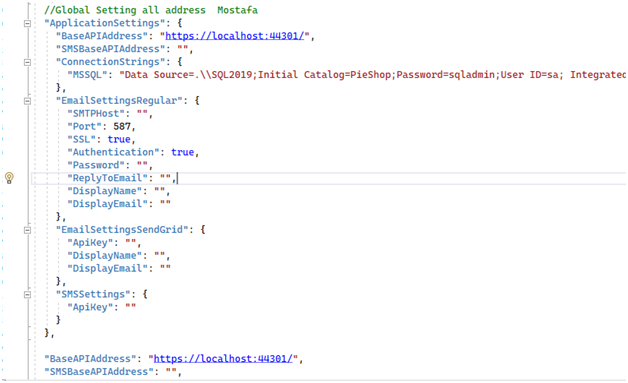 //Global Setting all address  Mostafa
"ApplicationSettings": {
"BaseAPIAddress": "https://localhost:44301/",
"SMSBaseAPIAddress": "",
"ConnectionStrings": {
"MSSQL": "Data Source=.\\SQL2019;Initial Catalog=PieShop;Password=sqladmin;User ID=sa; Integrated
},
"EmailSettingsRegular": {
"SMTPHost": "",
"Port": 587,
"SSL": true,
"Authentication": true,
"Password": "",
"ReplyToEmail": "",
"DisplayName": "",
"DisplayEmail": ""
},
"EmailSettingsSendGrid": {
"ApiKey": "",
"DisplayName": "",
"DisplayEmail": ""
},
"SMSSettings": {
"ApiKey": ""
}
},
"BaseAPIAddress": "https://localhost:44301/",
"SMSBaseAPIAddress": "",